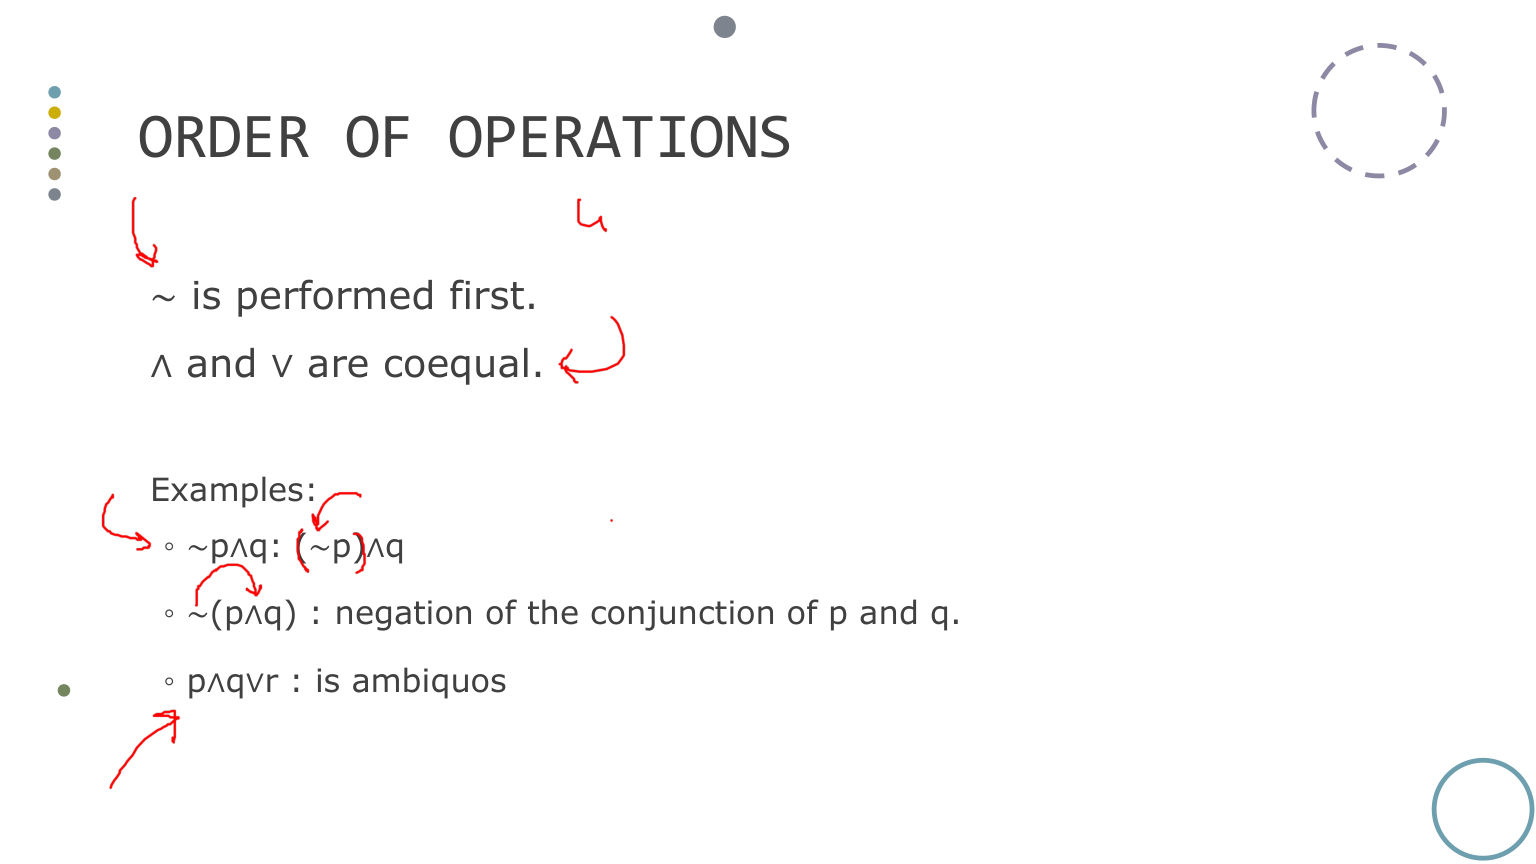 ORDER OF OPERATIONS
~ is performed first.
∧ and ∨ are coequal.
Examples:
◦ ~p∧q: (~p)∧q
◦ ~(p∧q) : negation of the conjunction of p and q.
◦ p∧q∨r : is ambiquos